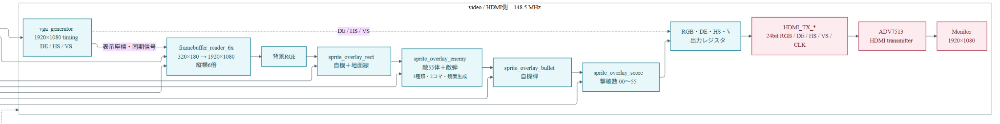 video / HDMI側　148.5 MHz
vga_generator
1920×1080 timing
DE / HS / VS
表示座標・同期信号
DE / HS / VS
framebuffer_reader_6x
320×180 → 1920×1080
縦横6倍
背景RGE
sprite_overlay_rect
自機＋地面線
sprite_overlay_enemy
敵55体＋敵弾
3種類・2コマ・鏡面生成
sprite_overlay_bullet
自機弾
sprite_overlay_score
撃破数 00～55
RGB・DE・HS・V
出力レジスタ
HDMI_TX_*
24bit RGB / DE / HS / VS /
CLK
ADV7513
HDMI transmitter
Monitor
1920×1080